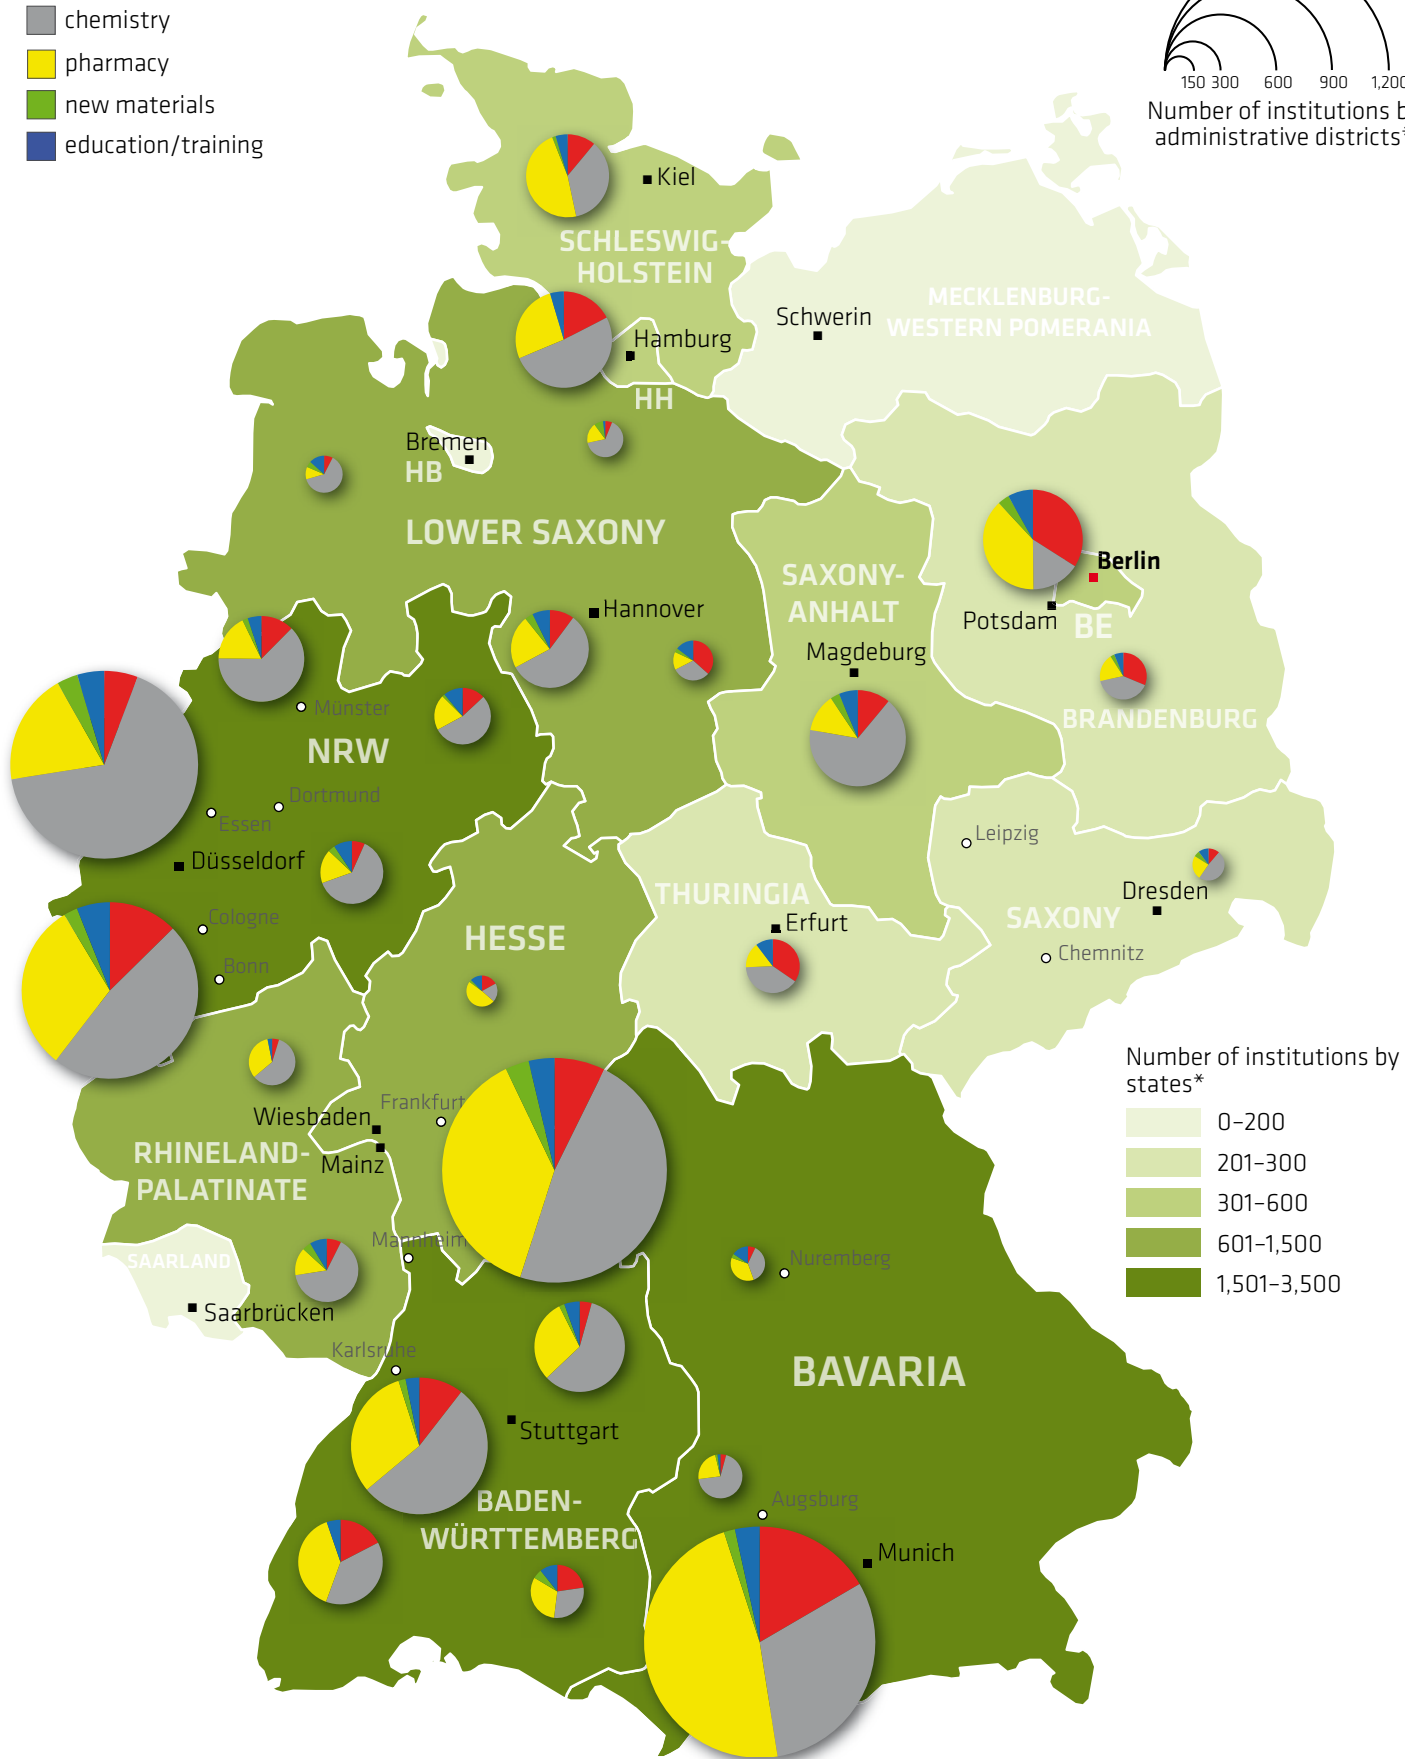 chemistry
pharmacy
new materials
education/training
150 300 600 900 1,200
Number of institutions b
administrative districts*
Kiel
SCHLESWIG-
HOLSTEIN
MECKLENBURG-
WESTERN POMERANIA
Schwerin
Hamburg
HH
Bremen
HB
LOWER SAXONY
Hannover
SAXONY-
ANHALT
Magdeburg
Berlin
Potsdam
BE
BRANDENBURG
Münster
NRW
Dortmund
Essen
Düsseldorf
Cologne
Bonn
HESSE
THURINGIA
Erfurt
Leipzig
Dresden
SAXONY
Chemnitz
Number of institutions by
states*
0–200
201–300
301–600
601–1,500
1,501–3,500
Frankfurt
Wiesbaden
Mainz
RHINELAND-
PALATINATE
Mannheim
SAARLAND
Saarbrücken
Karlsruhe
Nuremberg
BAVARIA
Stuttgart
BADEN-
WÜRTTEMBERG
Augsburg
Munich